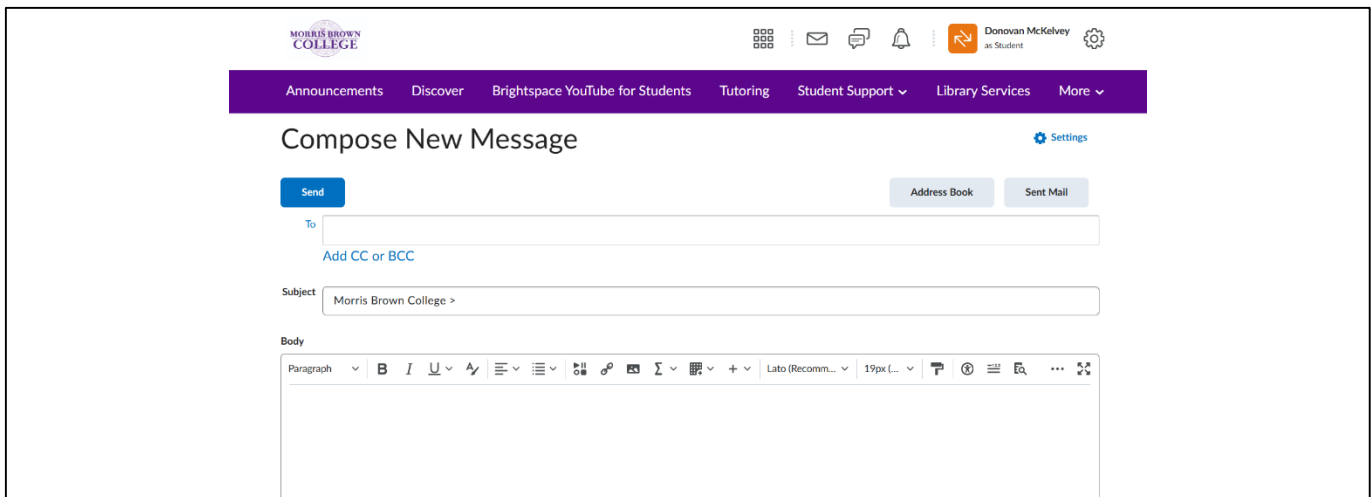 MORRIS BROWN
COLLEGE
Donovan McKelvey
as Student
Announcements Discover Brightspace YouTube for Students Tutoring Student Support Library Services More
Compose New Message
Settings
Send Address Book Sent Mail
To
Add CC or BCC
Subject Morris Brown College >
Body
Paragraph B I U Lato (Recomm... 19px (...